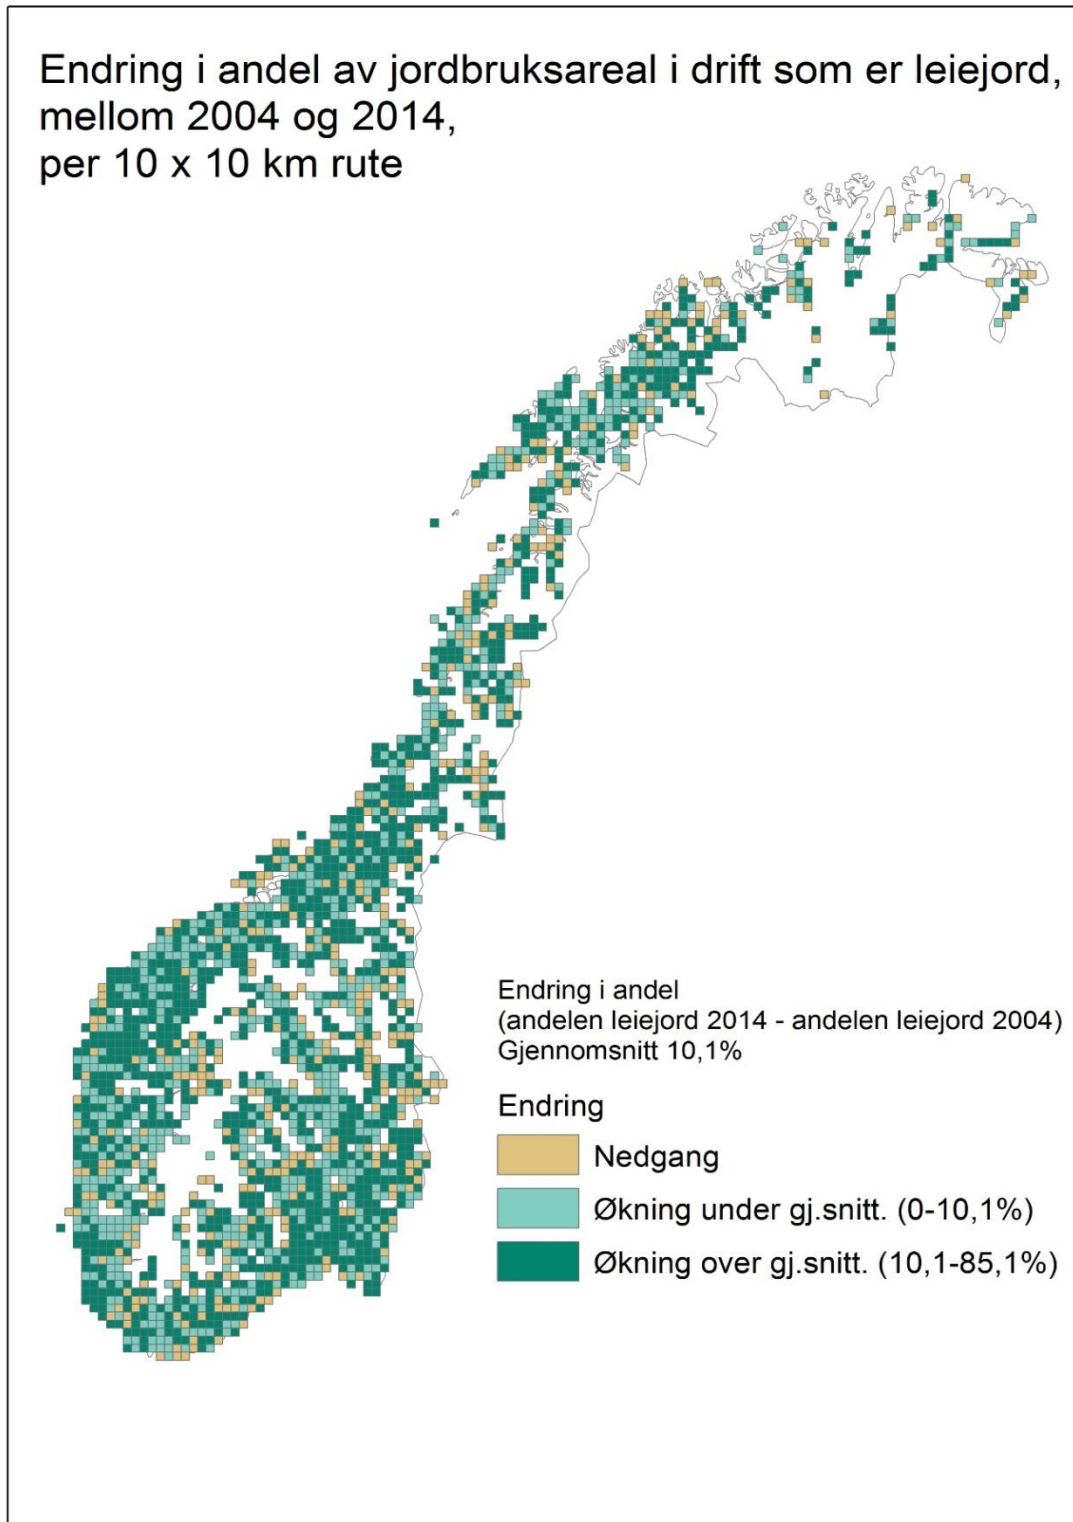 Endring i andel av jordbruksareal i drift som er leiejord,
mellom 2004 og 2014,
per 10 x 10 km rute
Endring i andel
(andelen leiejord 2014 - andelen leiejord 2004)
Gjennomsnitt 10,1%
Endring
Nedgang
Økning under gj.snitt. (0-10,1%)
Økning over gj.snitt. (10,1-85,1%)